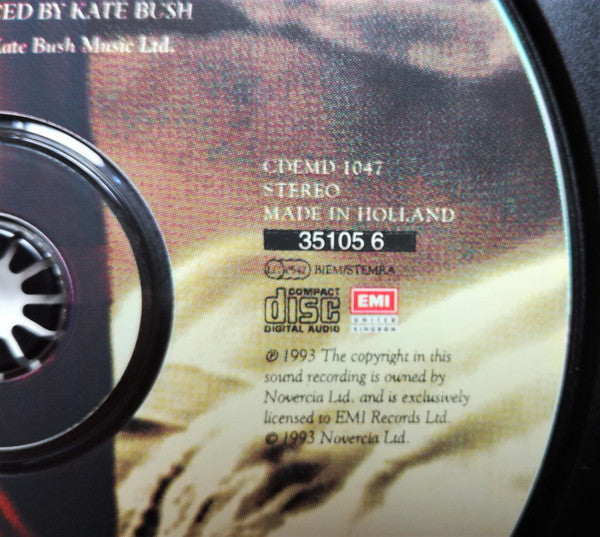 CED BY KATE BUSH
Kate Bush Music Ltd.
CDEMD 1047
STEREO
MADE IN HOLLAND
35105 6
BIEM/STEMRA
COMPACT
disc
DIGITAL AUDIO
EMI
UNITED
KINGDOM
℗ 1993 The copyright in this
sound recording is owned by
Novercia Ltd. and is exclusively
licensed to EMI Records Ltd.
© 1993 Novercia Ltd.